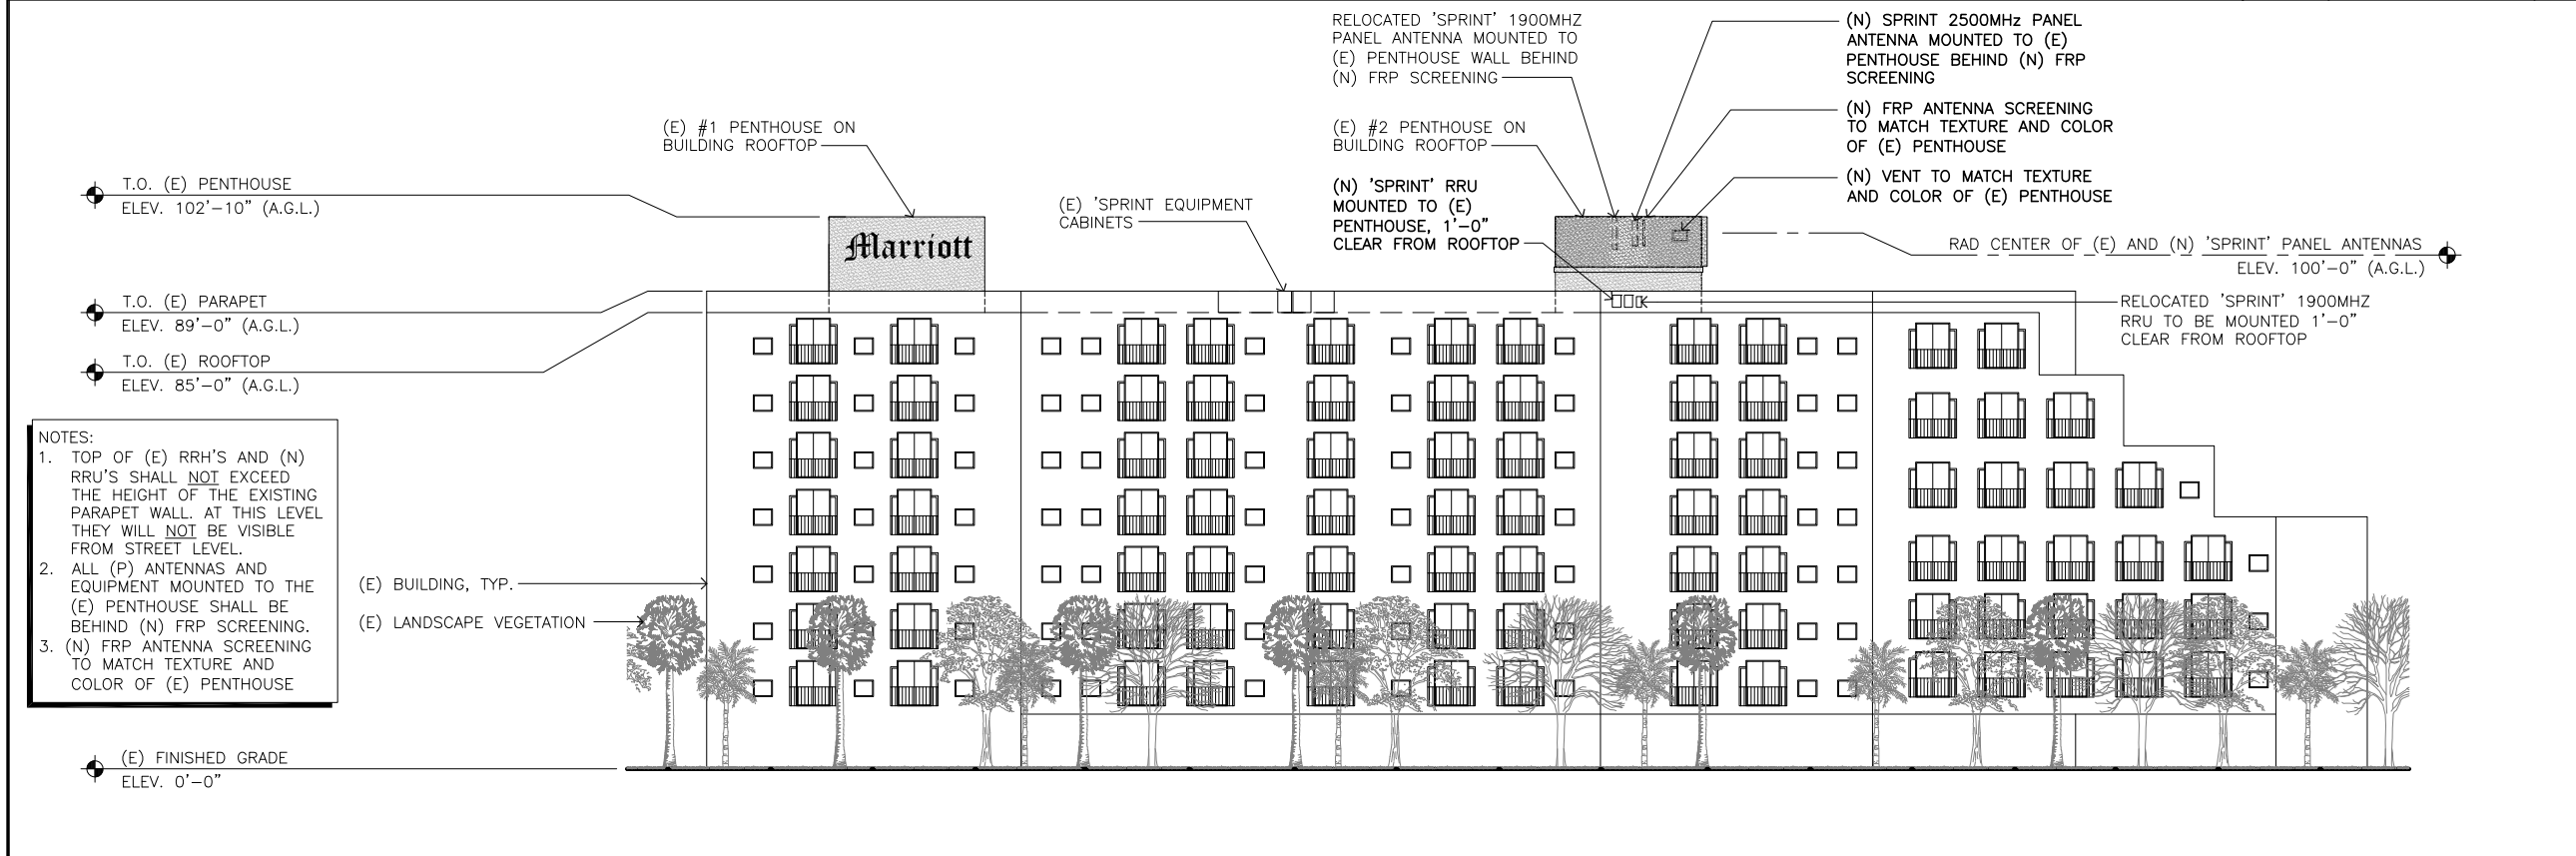 RELOCATED 'SPRINT' 1900MHZ
PANEL ANTENNA MOUNTED TO
(E) PENTHOUSE WALL BEHIND
(N) FRP SCREENING
(N) SPRINT 2500MHz PANEL
ANTENNA MOUNTED TO (E)
PENTHOUSE BEHIND (N) FRP
SCREENING
(N) FRP ANTENNA SCREENING
TO MATCH TEXTURE AND COLOR
OF (E) PENTHOUSE
(E) #1 PENTHOUSE ON
BUILDING ROOFTOP
(E) #2 PENTHOUSE ON
BUILDING ROOFTOP
(N) VENT TO MATCH TEXTURE
AND COLOR OF (E) PENTHOUSE
T.O. (E) PENTHOUSE
ELEV. 102'-10" (A.G.L.)
(E) 'SPRINT EQUIPMENT
CABINETS
(N) 'SPRINT' RRU
MOUNTED TO (E)
PENTHOUSE, 1'-0"
CLEAR FROM ROOFTOP
Marriott
RAD CENTER OF (E) AND (N) 'SPRINT' PANEL ANTENNAS
ELEV. 100'-0" (A.G.L.)
T.O. (E) PARAPET
ELEV. 89'-0" (A.G.L.)
RELOCATED 'SPRINT' 1900MHZ
RRU TO BE MOUNTED 1'-0"
CLEAR FROM ROOFTOP
T.O. (E) ROOFTOP
ELEV. 85'-0" (A.G.L.)
NOTES:
1. TOP OF (E) RRH'S AND (N)
RRU'S SHALL NOT EXCEED
THE HEIGHT OF THE EXISTING
PARAPET WALL. AT THIS LEVEL
THEY WILL NOT BE VISIBLE
FROM STREET LEVEL.
2. ALL (P) ANTENNAS AND
EQUIPMENT MOUNTED TO THE
(E) PENTHOUSE SHALL BE
BEHIND (N) FRP SCREENING.
3. (N) FRP ANTENNA SCREENING
TO MATCH TEXTURE AND
COLOR OF (E) PENTHOUSE
(E) BUILDING, TYP.
(E) LANDSCAPE VEGETATION
(E) FINISHED GRADE
ELEV. 0'-0"